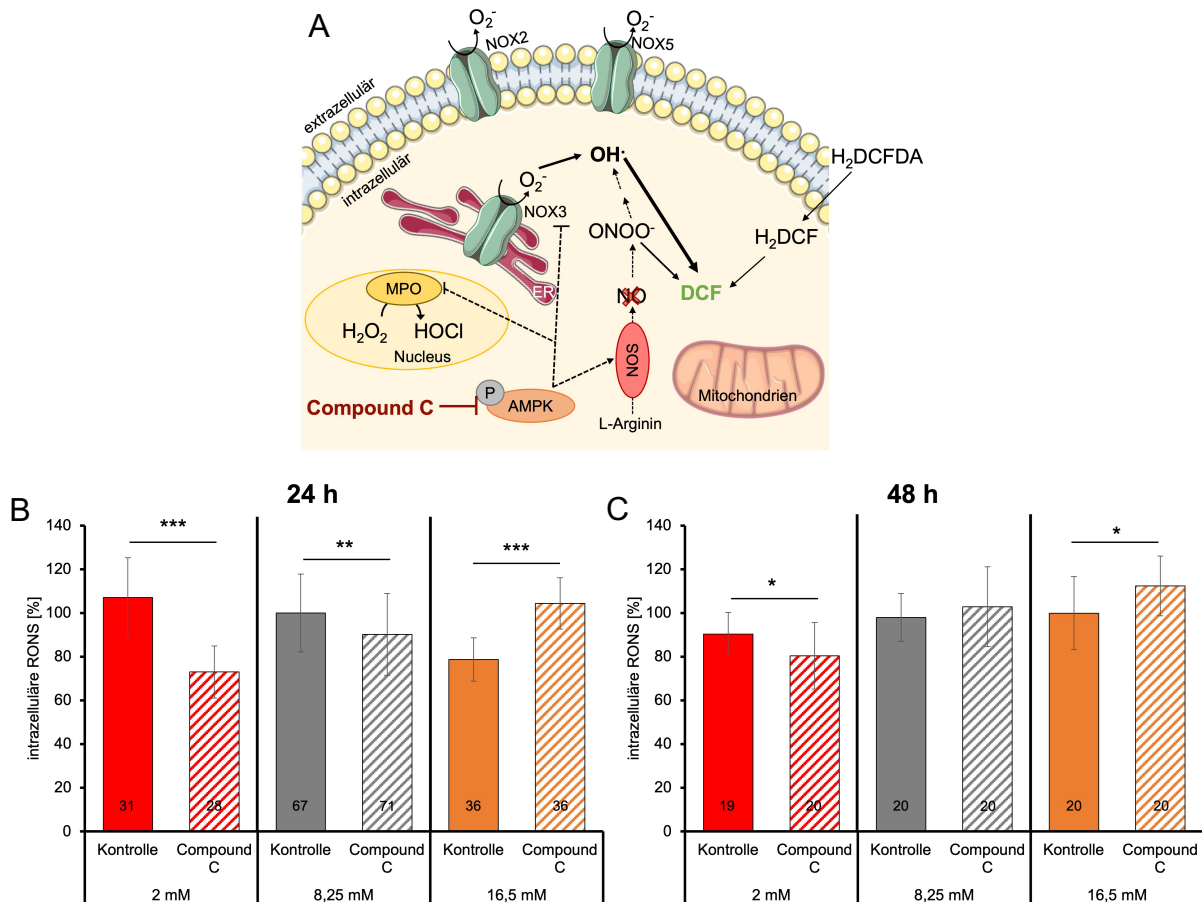 A
O2-
NOX2
O2-
NOX5
extrazellulär
intrazellulär
H2DCFDA
OH·
O2-
NOX3
ONOO-
H2DCF
ER
NO
DCF
MPO
H2O2
HOCl
Nucleus
NOS
P
AMPK
Compound C
Mitochondrien
L-Arginin
B
24 h
intrazelluläre RONS [%]
140
120
100
80
60
40
20
0
***
**
***
31
28
67
71
36
36
Kontrolle
Compound
C
Kontrolle
Compound
C
Kontrolle
Compound
C
2 mM
8,25 mM
16,5 mM
C
48 h
intrazelluläre RONS [%]
140
120
100
80
60
40
20
0
*
*
19
20
20
20
20
20
Kontrolle
Compound
C
Kontrolle
Compound
C
Kontrolle
Compound
C
2 mM
8,25 mM
16,5 mM